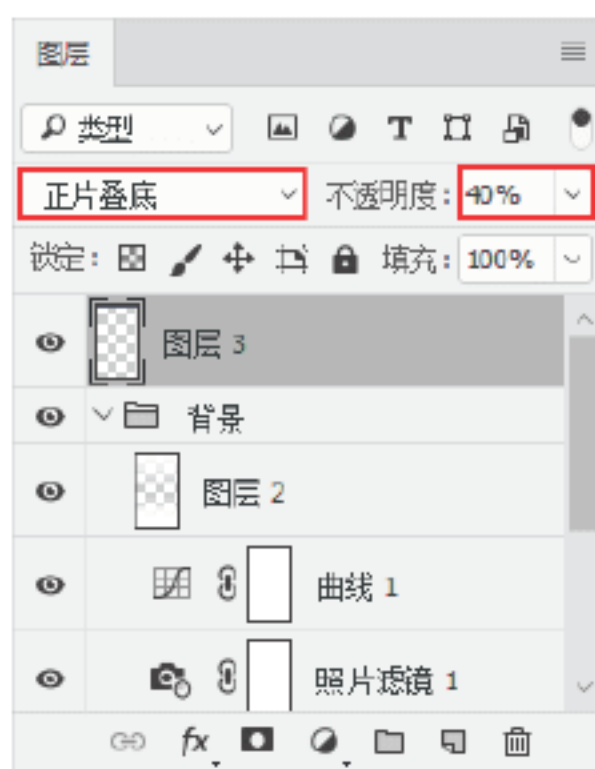 图层
类型
正片叠底 不透明度: 40%
锁定: 填充: 100%
图层 3
背景
图层 2
曲线 1
照片滤镜 1
fx